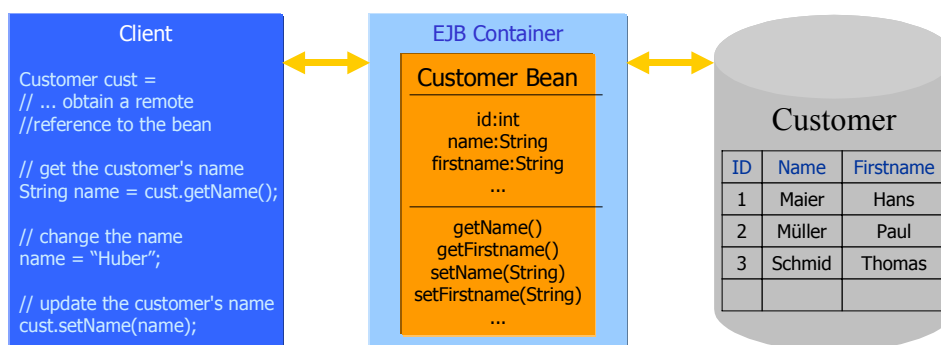 Client
Customer cust =
// ... obtain a remote
//reference to the bean
// get the customer's name
String name = cust.getName();
// change the name
name = “Huber”;
// update the customer's name
cust.setName(name);
EJB Container
Customer Bean
id:int
name:String
firstname:String
...
getName()
getFirstname()
setName(String)
setFirstname(String)
...
Customer
ID Name Firstname
1 Maier Hans
2 Müller Paul
3 Schmid Thomas